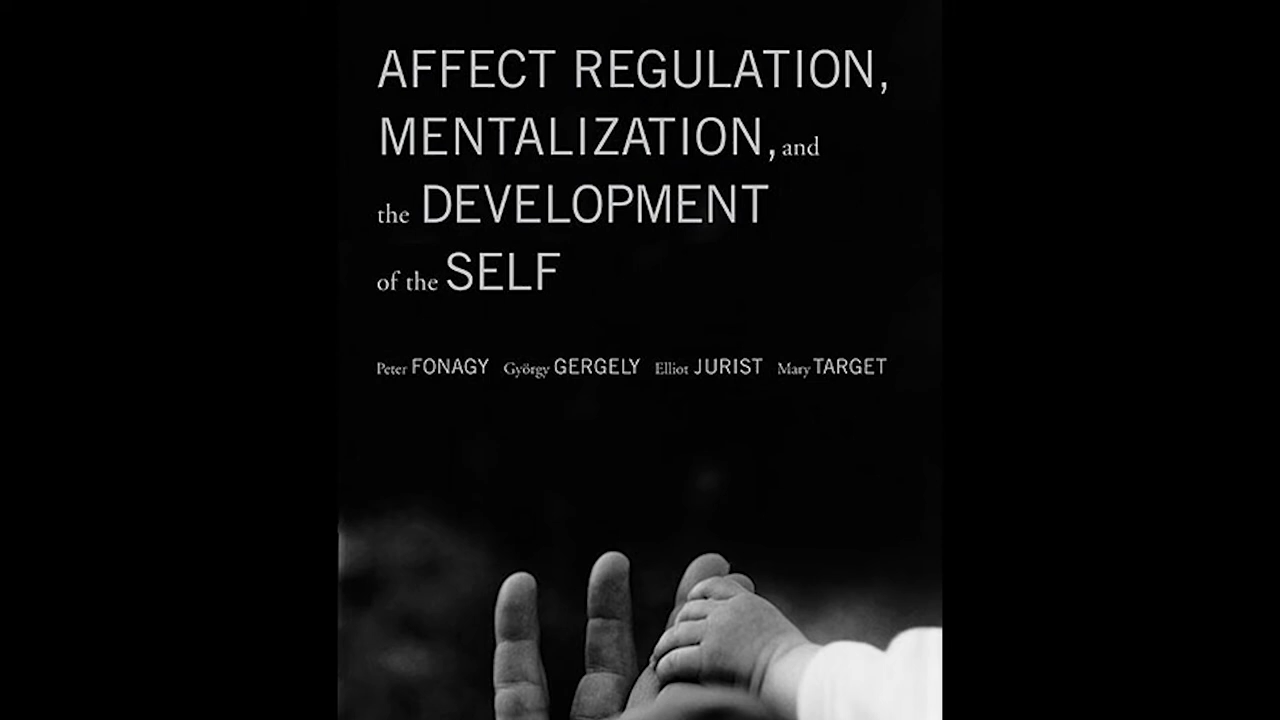 AFFECT REGULATION,
MENTALIZATION, and
the DEVELOPMENT
of the SELF
Peter FONAGY György GERGELY Elliot JURIST Mary TARGET